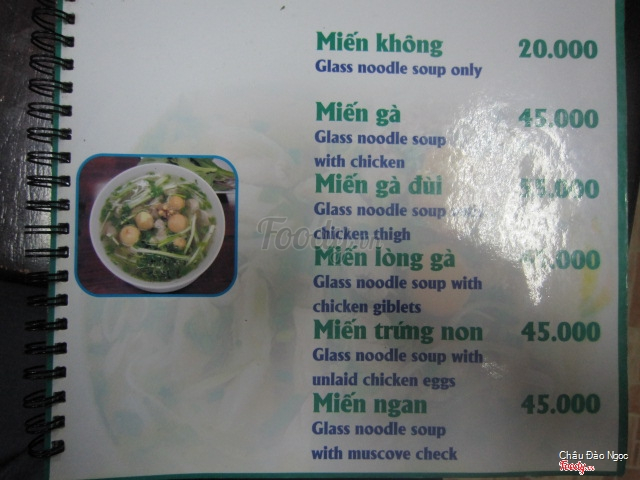 Miến không 20.000
Glass noodle soup only
Miến gà 45.000
Glass noodle soup
with chicken
Miến gà đùi
Glass noodle soup
chicken thigh
Miến lòng gà
Glass noodle soup with
chicken giblets
Miến trứng non 45.000
Glass noodle soup with
unlaid chicken eggs
Miến ngan 45.000
Glass noodle soup
with muscove check
Foody.vn
Châu Đào Ngọc
Foody.vn